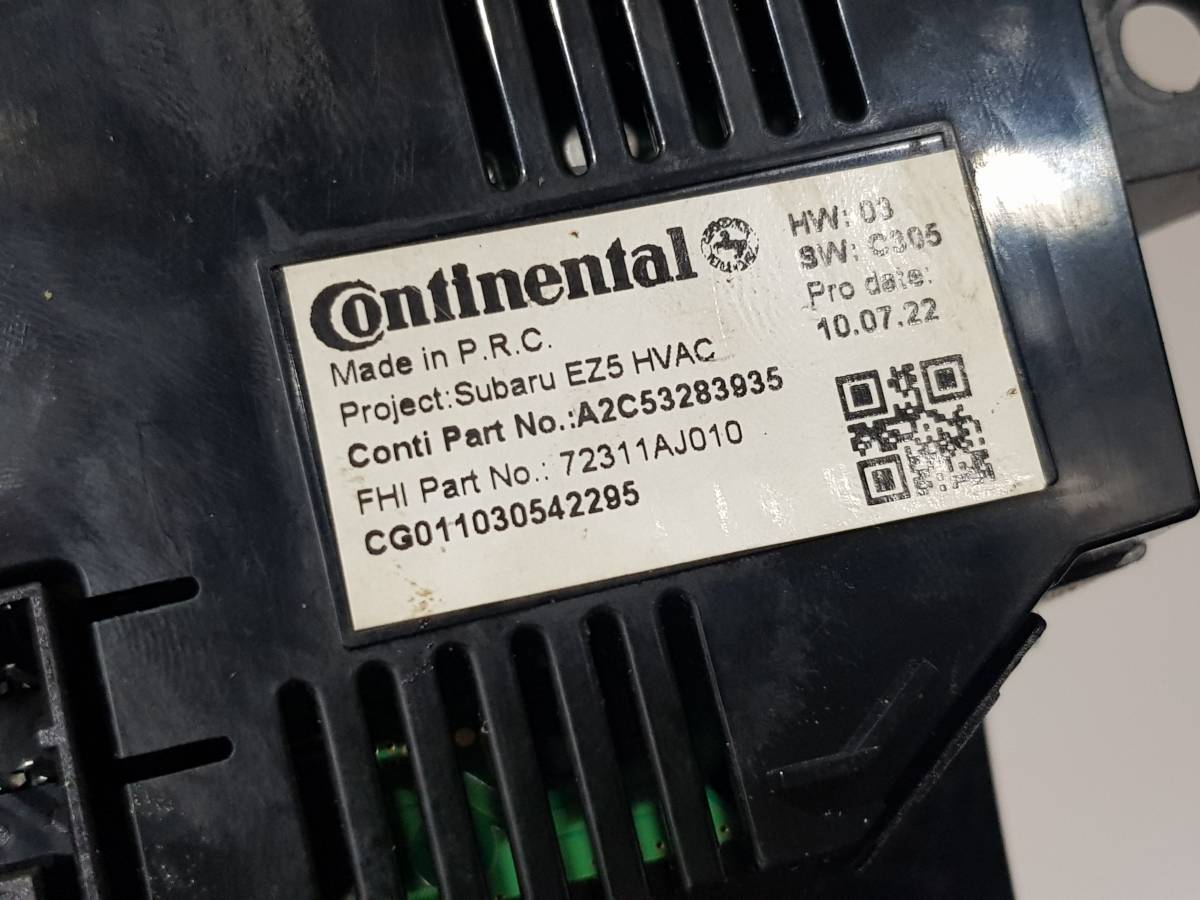 Continental
Made in P.R.C.
Project:Subaru EZ5 HVAC
Conti Part No.:A2C53283935
FHI Part No.: 72311AJ010
CG011030542295
HW: 03
SW: C305
Pro date:
10.07.22